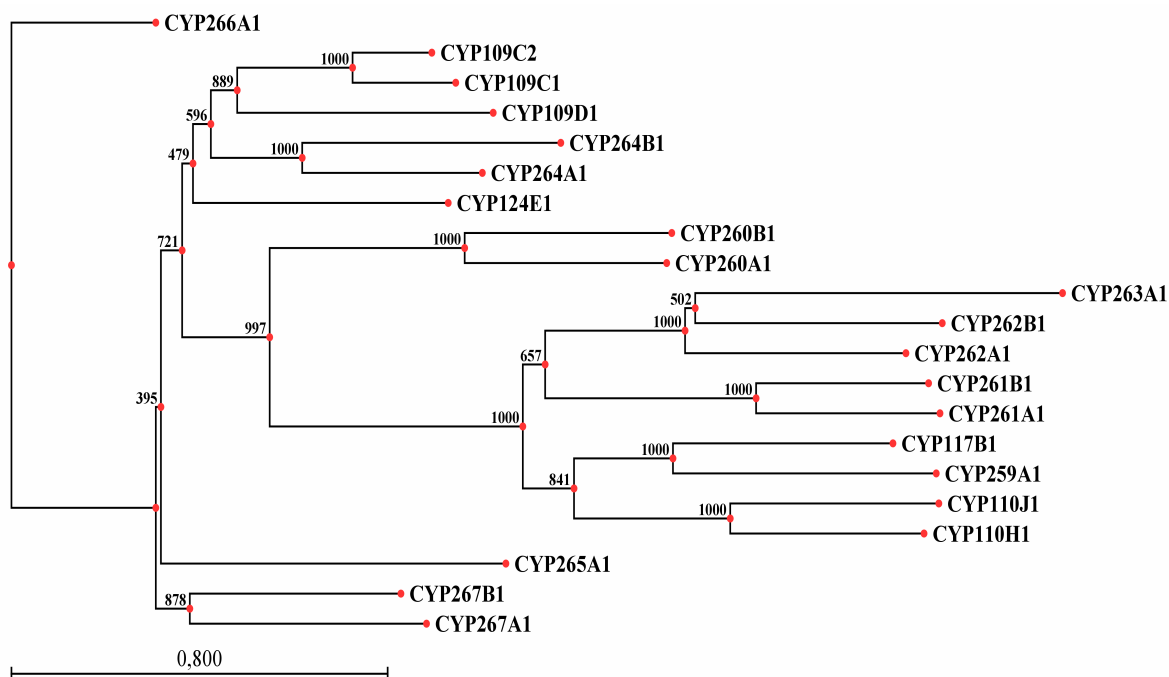 CYP266A1
1000 CYP109C2
889 CYP109C1
596 CYP109D1
1000 CYP264B1
479 CYP264A1
CYP124E1
721 1000 CYP260B1
CYP260A1
502 CYP263A1
997 1000 CYP262B1
657 CYP262A1
395 1000 CYP261B1
1000 CYP261A1
1000 CYP117B1
841 CYP259A1
1000 CYP110J1
CYP110H1
CYP265A1
878 CYP267B1
CYP267A1
0,800